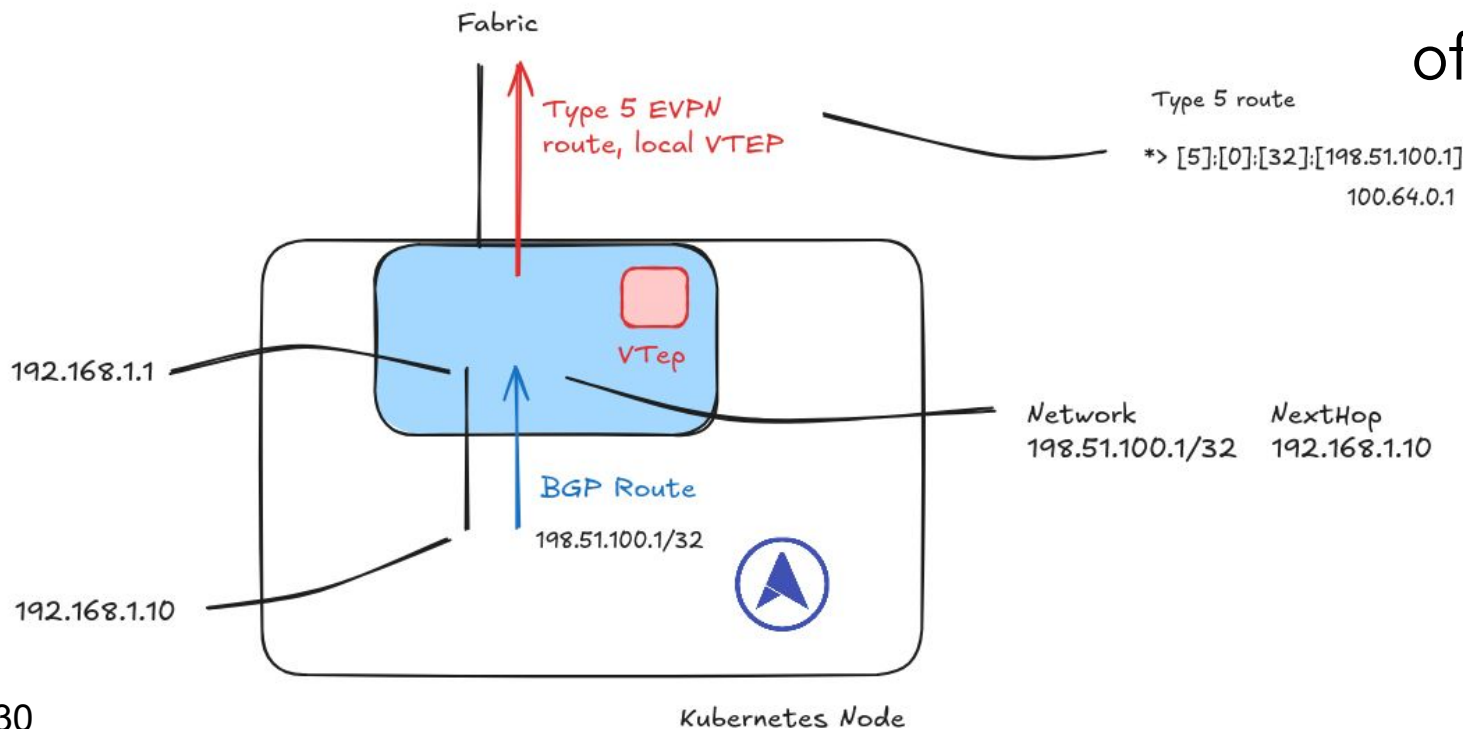 Fabric
of
Type 5 EVPN
route, local VTEP
Type 5 route
*> [5]:[0]:[32]:[198.51.100.1]
100.64.0.1
VTep
192.168.1.1
Network NextHop
198.51.100.1/32 192.168.1.10
BGP Route
198.51.100.1/32
192.168.1.10
30
Kubernetes Node